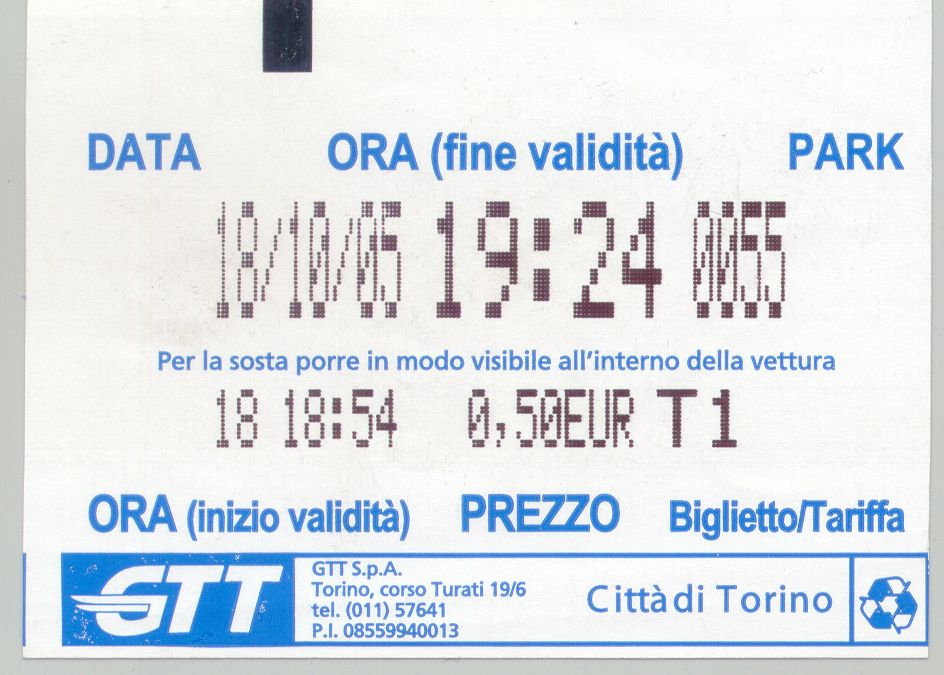 DATA ORA (fine validità) PARK
18/10/05 19:24 0055
Per la sosta porre in modo visibile all'interno della vettura
18 18:54 0,50EUR T1
ORA (inizio validità) PREZZO Biglietto/Tariffa
GTT
GTT S.p.A.
Torino, corso Turati 19/6
tel. (011) 57641
P.I. 08559940013
Città di Torino